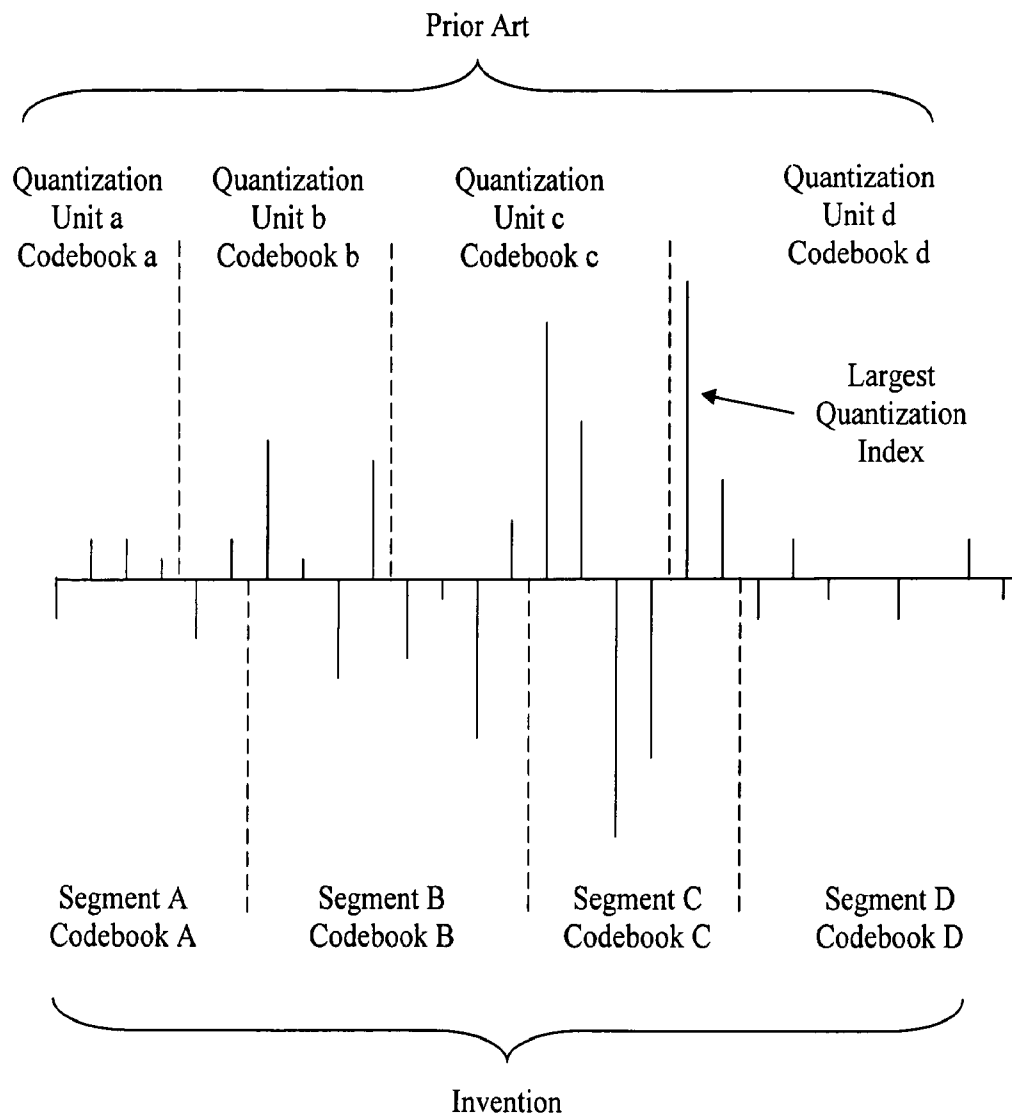 Prior Art
Quantization
Unit a
Codebook a
Quantization
Unit b
Codebook b
Quantization
Unit c
Codebook c
Quantization
Unit d
Codebook d
Largest
Quantization
Index
Segment A
Codebook A
Segment B
Codebook B
Segment C
Codebook C
Segment D
Codebook D
Invention